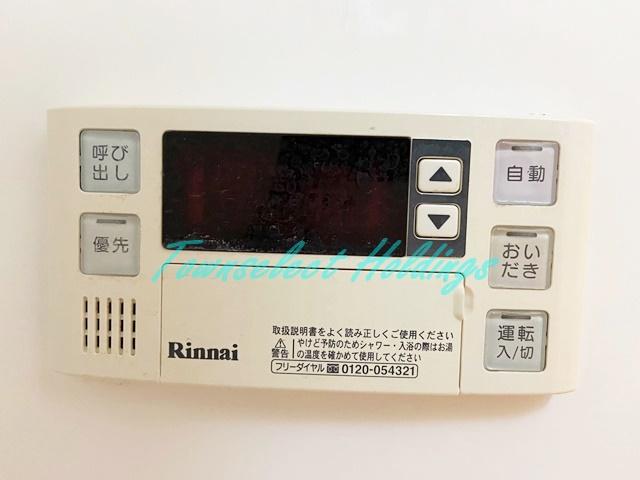 呼び
出し
優先
▲
▼
自動
おい
だき
運転
入/切
Townselect Holdings
Rinnai
取扱説明書をよく読み正しくご使用ください
⚠警告 やけど予防のためシャワー・入浴の際はお湯
の温度を確かめて使用してください
フリーダイヤル 0120-054321